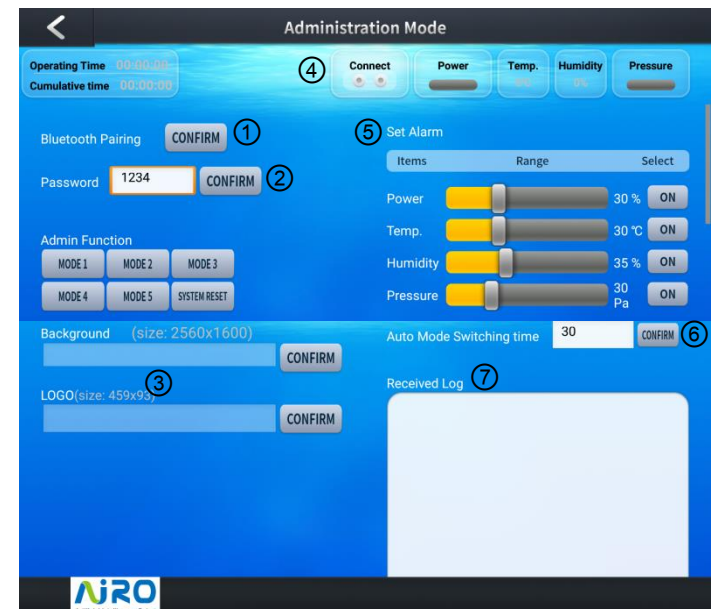 Administration Mode
Operating Time 00:00:00
Cumulative time 00:00:00
④ Connect Power Temp. Humidity Pressure
0%
Bluetooth Pairing CONFIRM ①
Password 1234 CONFIRM ②
Admin Function
MODE 1 MODE 2 MODE 3
MODE 4 MODE 5 SYSTEM RESET
⑤ Set Alarm
Items Range Select
Power 30 % ON
Temp. 30 ℃ ON
Humidity 35 % ON
Pressure 30 Pa ON
Background (size: 2560x1600)
CONFIRM
③
LOGO(size: 459x93)
CONFIRM
Auto Mode Switching time 30 CONFIRM ⑥
Received Log ⑦
AiRO